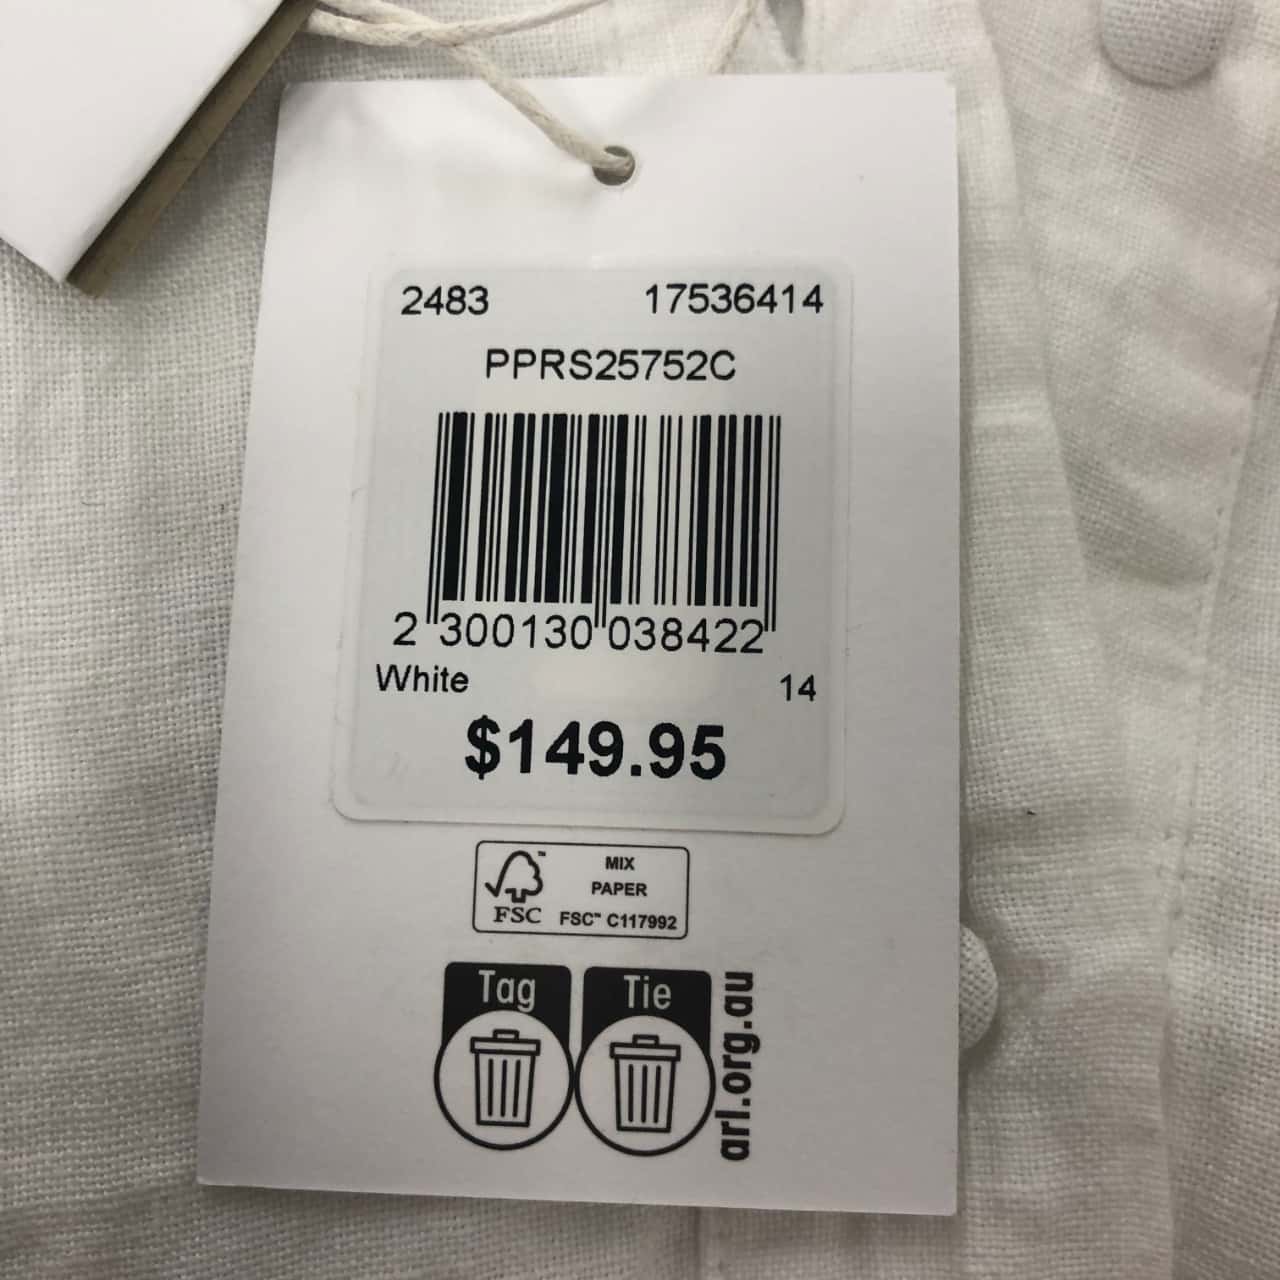 2483 17536414
PPRS25752C
2 300130 038422
White 14
$149.95
MIX
PAPER
FSC™ C117992
™
FSC
Tag Tie
arl.org.au